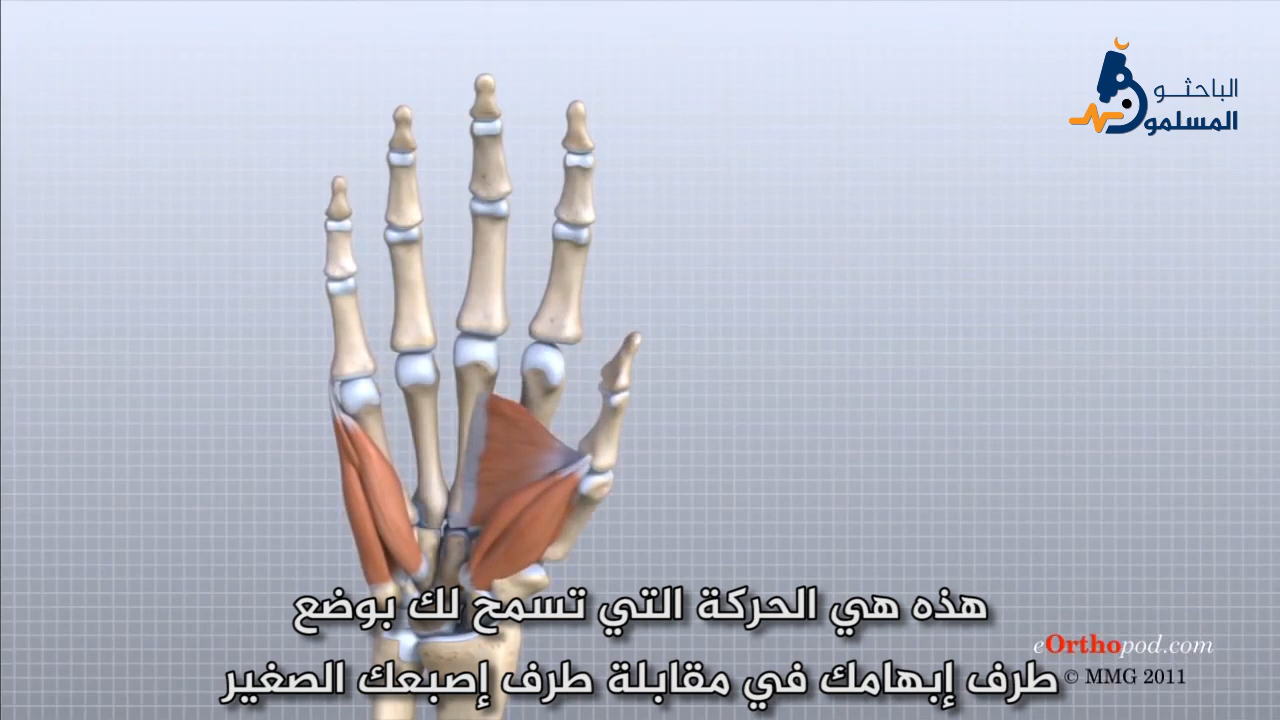 الباحثـو
المسلمو
هذه هي الحركة التي تسمح لك بوضع
طرف إبهامك في مقابلة طرف إصبعك الصغير
eOrthopod.com
© MMG 2011